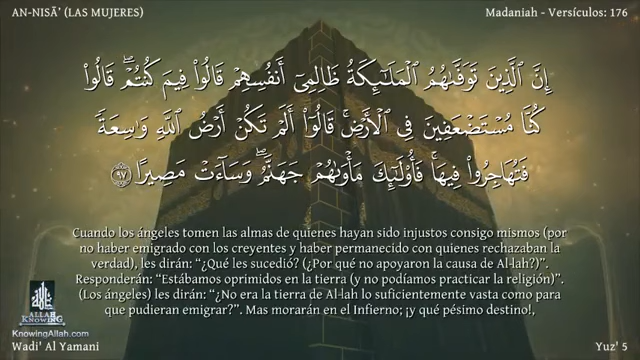 AN-NISĀ' (LAS MUJERES)
Madaniah - Versículos: 176
إِنَّ ٱلَّذِينَ تَوَفَّىٰهُمُ ٱلْمَلَـٰٓئِكَةُ ظَالِمِىٓ أَنفُسِهِمْ قَالُوا۟ فِيمَ كُنتُمْ ۖ قَالُوا۟
كُنَّا مُسْتَضْعَفِينَ فِى ٱلْأَرْضِ ۚ قَالُوٓا۟ أَلَمْ تَكُنْ أَرْضُ ٱللَّهِ وَٰسِعَةً
فَتُهَاجِرُوا۟ فِيهَا ۚ فَأُو۟لَـٰٓئِكَ مَأْوَىٰهُمْ جَهَنَّمُ ۖ وَسَآءَتْ مَصِيرًا ٩٧
Cuando los ángeles tomen las almas de quienes hayan sido injustos consigo mismos (por
no haber emigrado con los creyentes y haber permanecido con quienes rechazaban la
verdad), les dirán: “¿Qué les sucedió? (¿Por qué no apoyaron la causa de Al-lah?)”.
Responderán: “Estábamos oprimidos en la tierra (y no podíamos practicar la religión)”.
(Los ángeles) les dirán: “¿No era la tierra de Al-lah lo suficientemente vasta como para
que pudieran emigrar?”. Mas morarán en el Infierno; ¡y qué pésimo destino!,
ALLAH
KNOWING
KnowingAllah.com
Wadi' Al Yamani
Yuz' 5